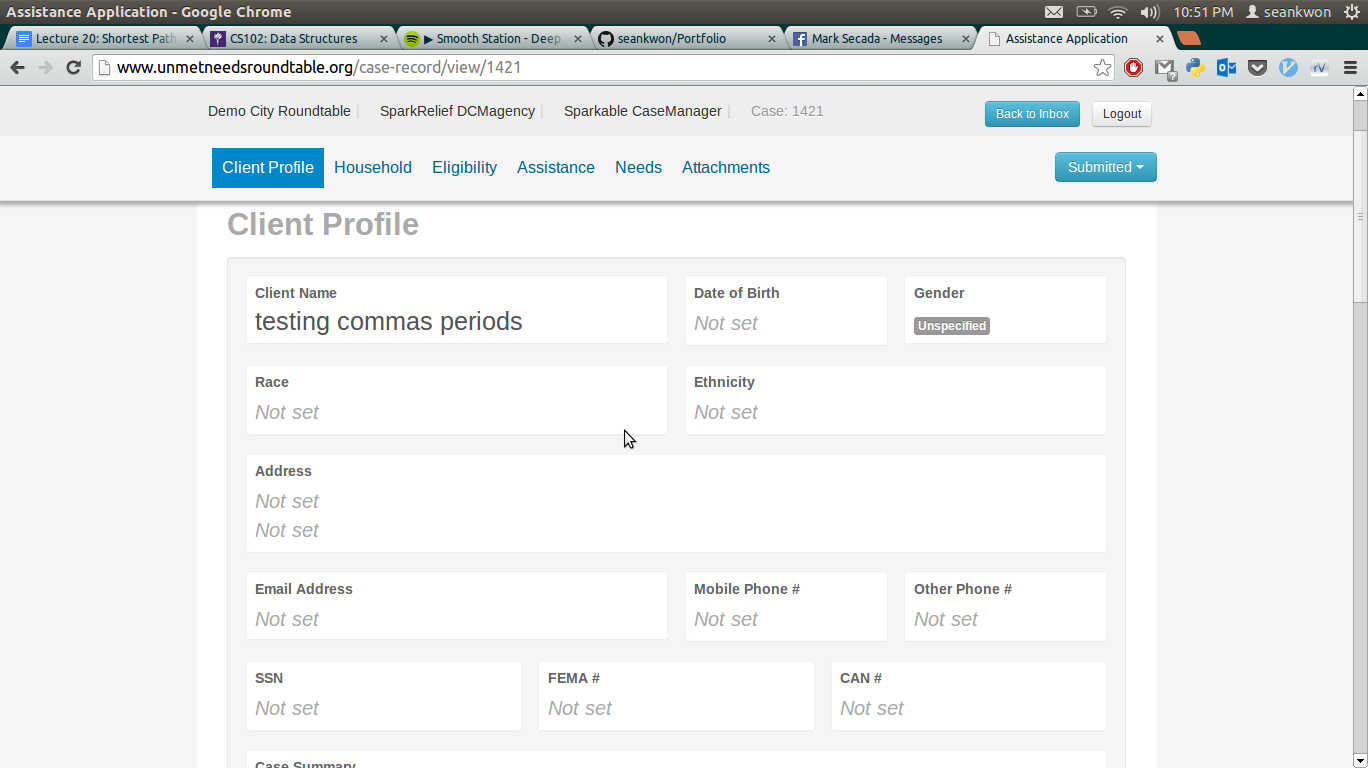 Assistance Application - Google Chrome 10:51 PM seankwon
Lecture 20: Shortest Path CS102: Data Structures ▶ Smooth Station - Deep seankwon/Portfolio Mark Secada - Messages Assistance Application
www.unmetneedsroundtable.org/case-record/view/1421
Demo City Roundtable | SparkRelief DCMagency | Sparkable CaseManager | Case: 1421 Back to Inbox Logout
Client Profile Household Eligibility Assistance Needs Attachments Submitted
Client Profile
Client Name Date of Birth Gender
testing commas periods Not set Unspecified
Race Ethnicity
Not set Not set
Address
Not set
Not set
Email Address Mobile Phone # Other Phone #
Not set Not set Not set
SSN FEMA # CAN #
Not set Not set Not set
Case Summary